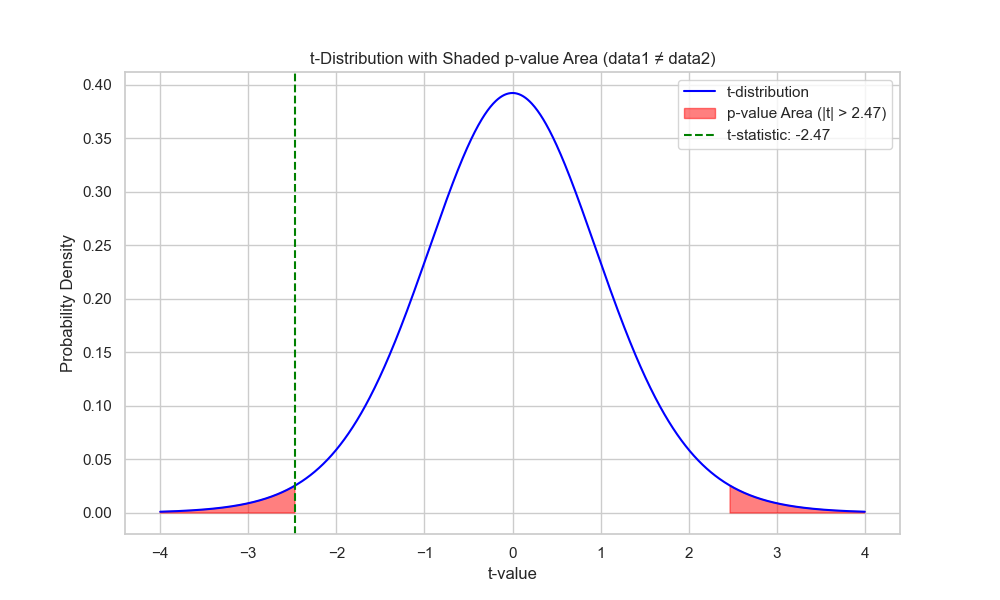 t-Distribution with Shaded p-value Area (data1 ≠ data2)
t-distribution
p-value Area (|t| > 2.47)
t-statistic: -2.47
Probability Density
0.40
0.35
0.30
0.25
0.20
0.15
0.10
0.05
0.00
−4 −3 −2 −1 0 1 2 3 4
t-value